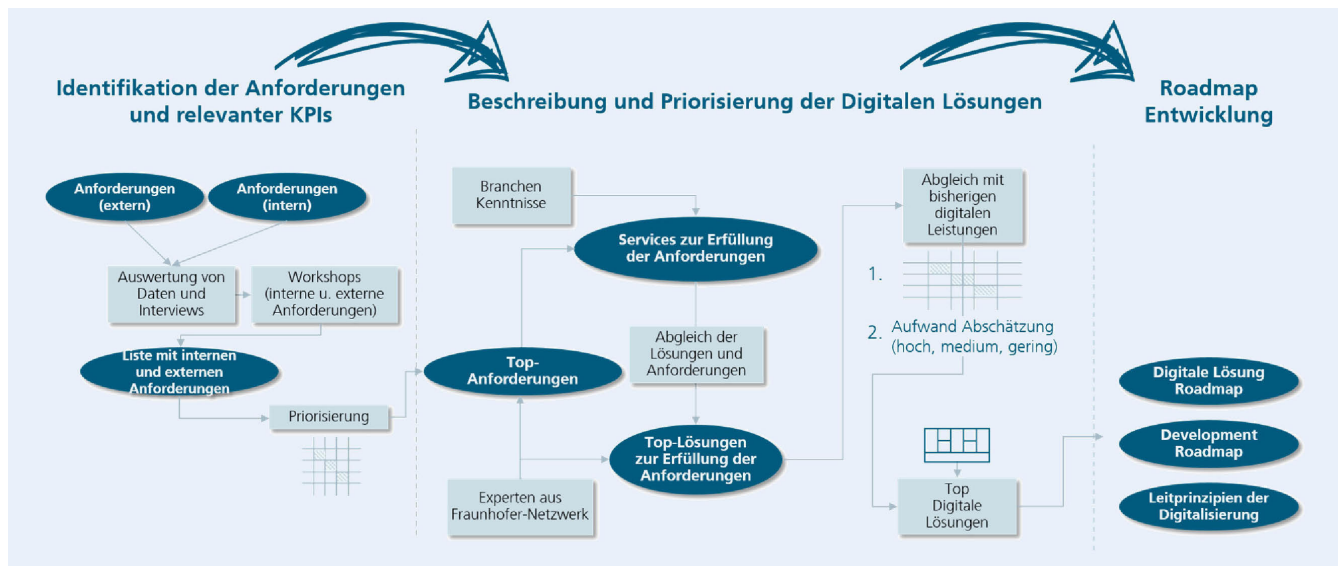 Identifikation der Anforderungen
und relevanter KPIs
Beschreibung und Priorisierung der Digitalen Lösungen
Roadmap
Entwicklung
Anforderungen
(extern)
Anforderungen
(intern)
Auswertung von
Daten und
Interviews
Workshops
(interne u. externe
Anforderungen)
Liste mit internen
und externen
Anforderungen
Priorisierung
Branchen
Kenntnisse
Services zur Erfüllung
der Anforderungen
Top-
Anforderungen
Abgleich der
Lösungen und
Anforderungen
Top-Lösungen
zur Erfüllung der
Anforderungen
Experten aus
Fraunhofer-Netzwerk
Abgleich mit
bisherigen
digitalen
Leistungen
1.
2. Aufwand Abschätzung
(hoch, medium, gering)
Top
Digitale
Lösungen
Digitale Lösung
Roadmap
Development
Roadmap
Leitprinzipien der
Digitalisierung